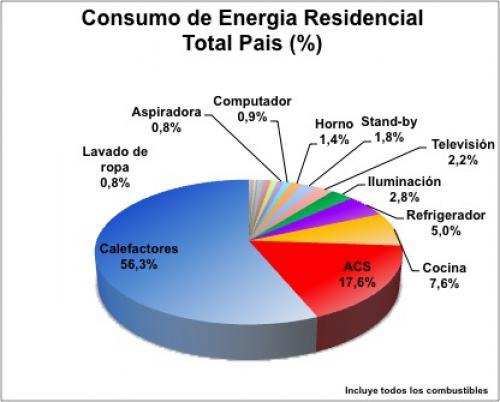 Consumo de Energia Residencial
Total Pais (%)
Computador
0,9%
Aspiradora
0,8%
Horno
1,4%
Stand-by
1,8%
Televisión
2,2%
Lavado de
ropa
0,8%
Iluminación
2,8%
Refrigerador
5,0%
Calefactores
56,3%
ACS
17,6%
Cocina
7,6%
Incluye todos los combustibles